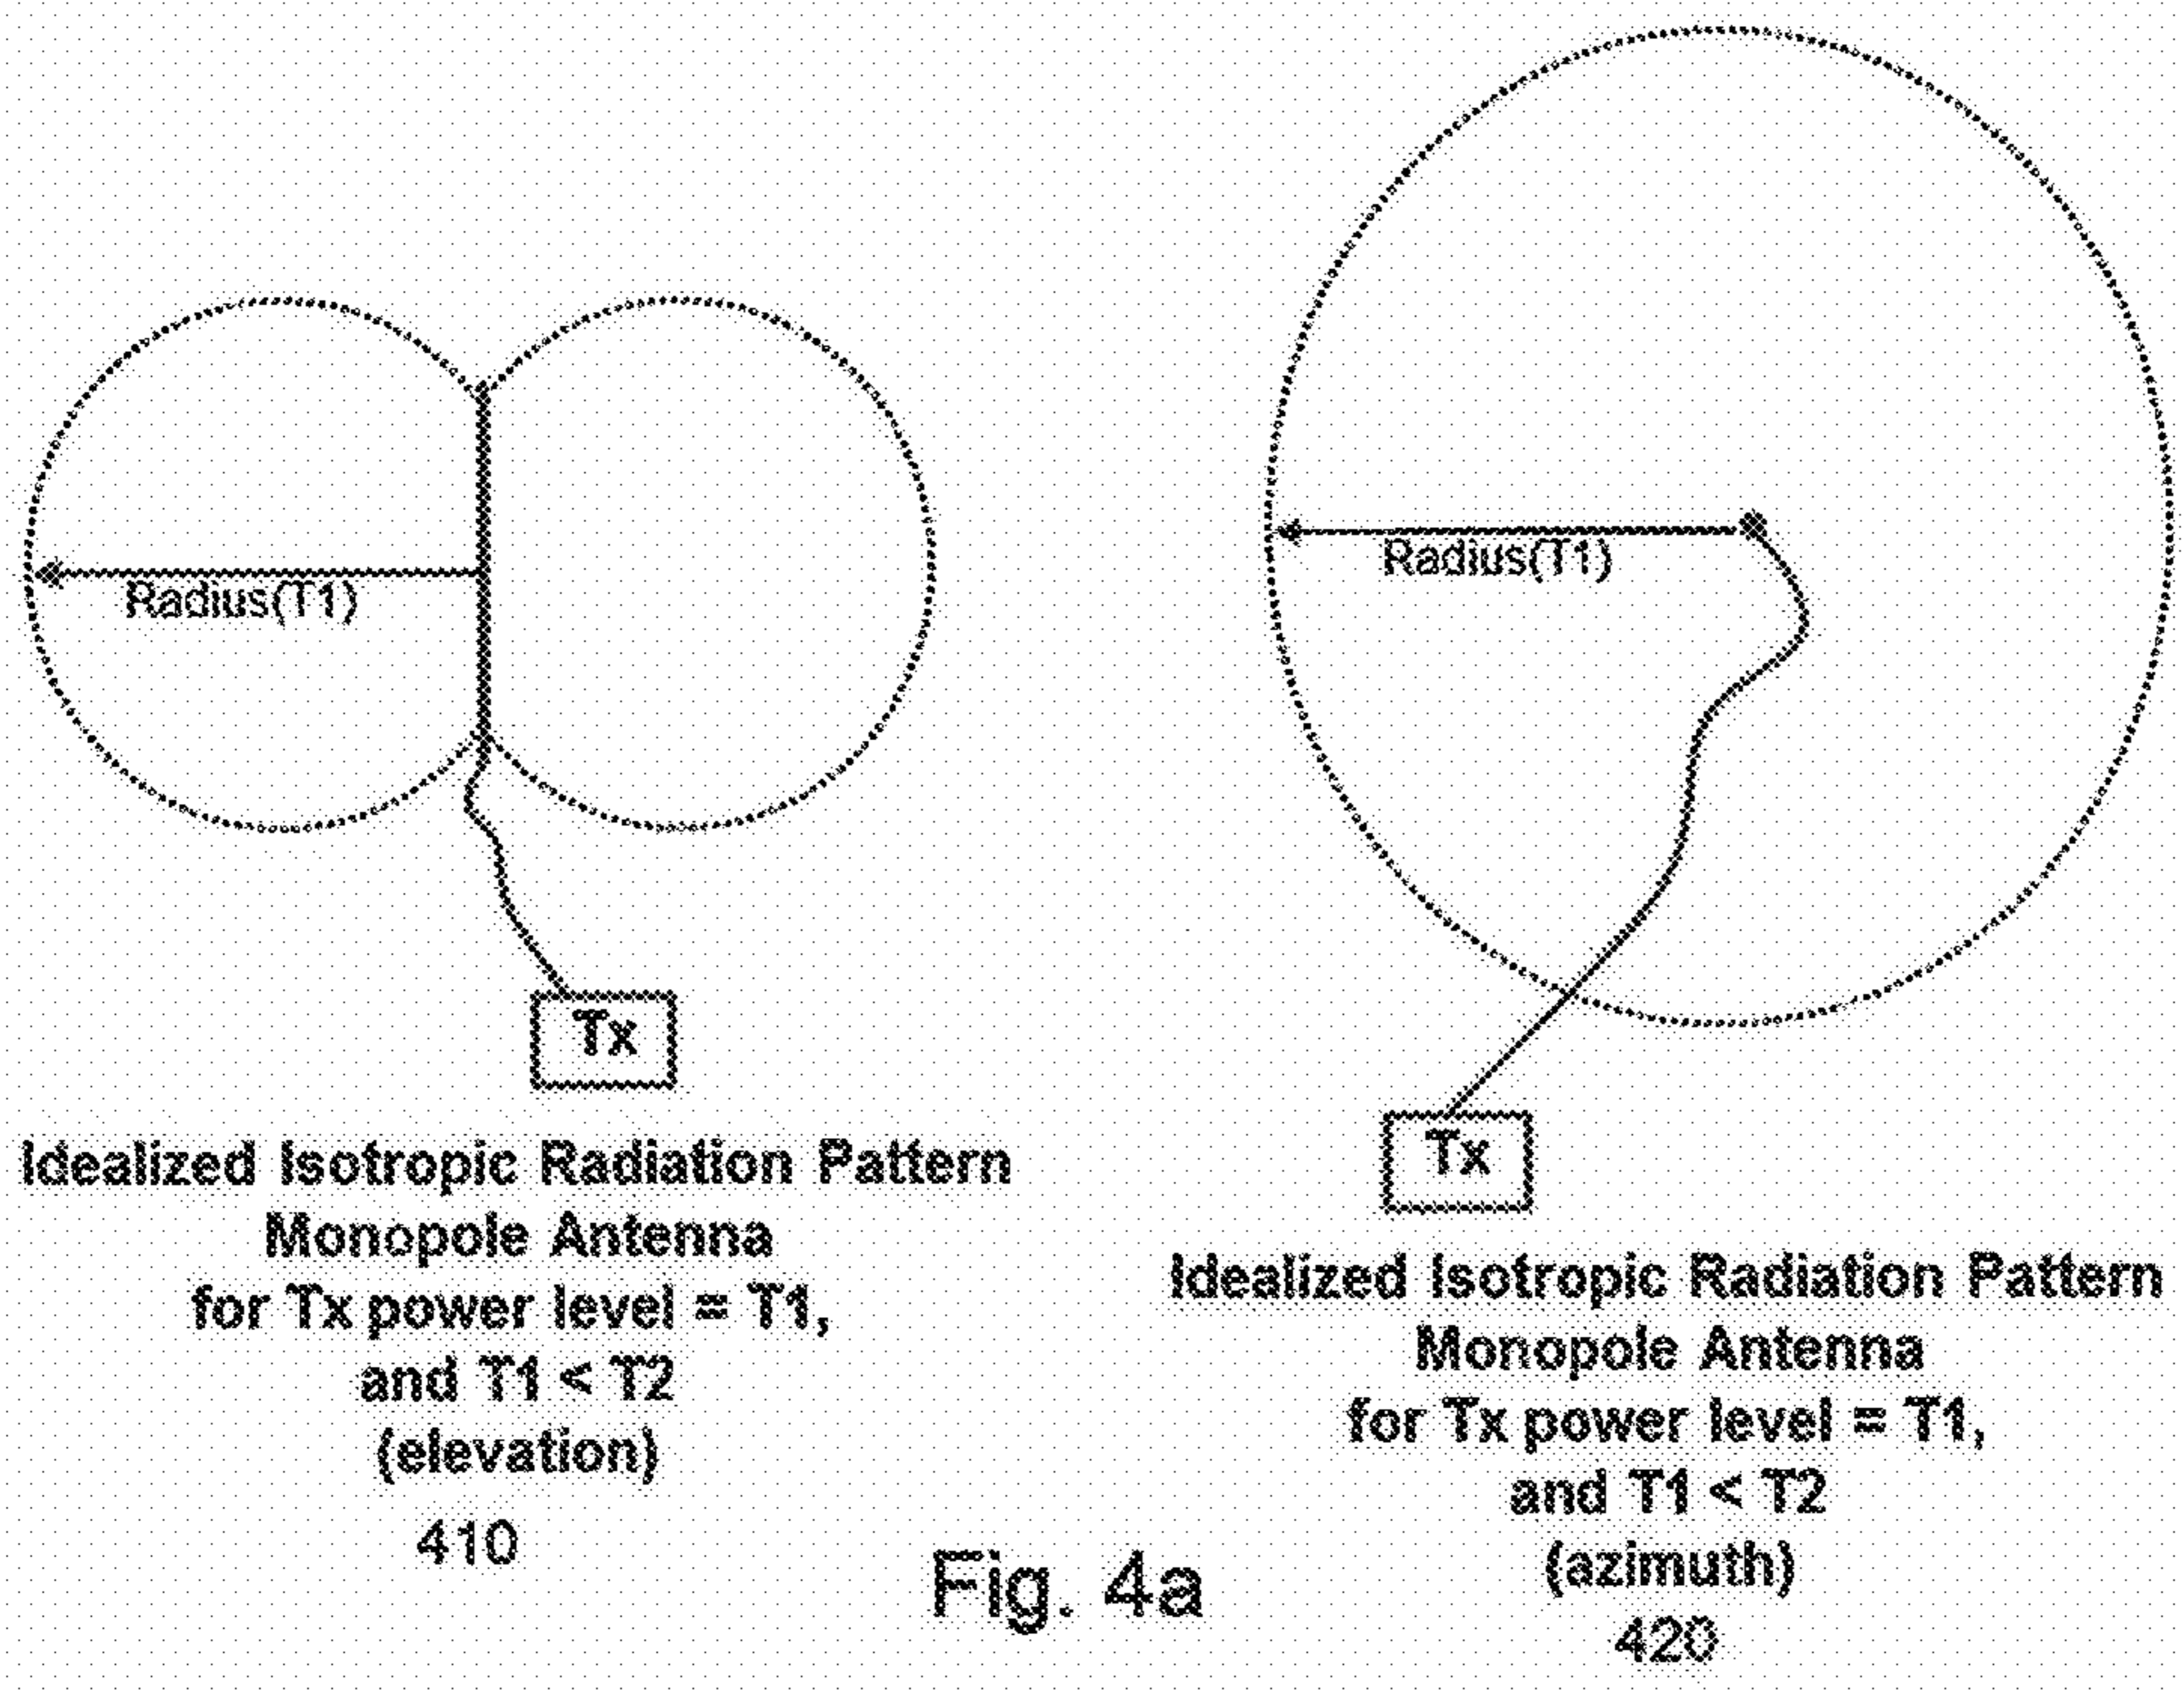 Radius(T1)
Tx
Idealized Isotropic Radiation Pattern
Monopole Antenna
for Tx power level = T1,
and T1 < T2
(elevation)
410
Radius(T1)
Tx
Idealized Isotropic Radiation Pattern
Monopole Antenna
for Tx power level = T1,
and T1 < T2
(azimuth)
420
Fig. 4a